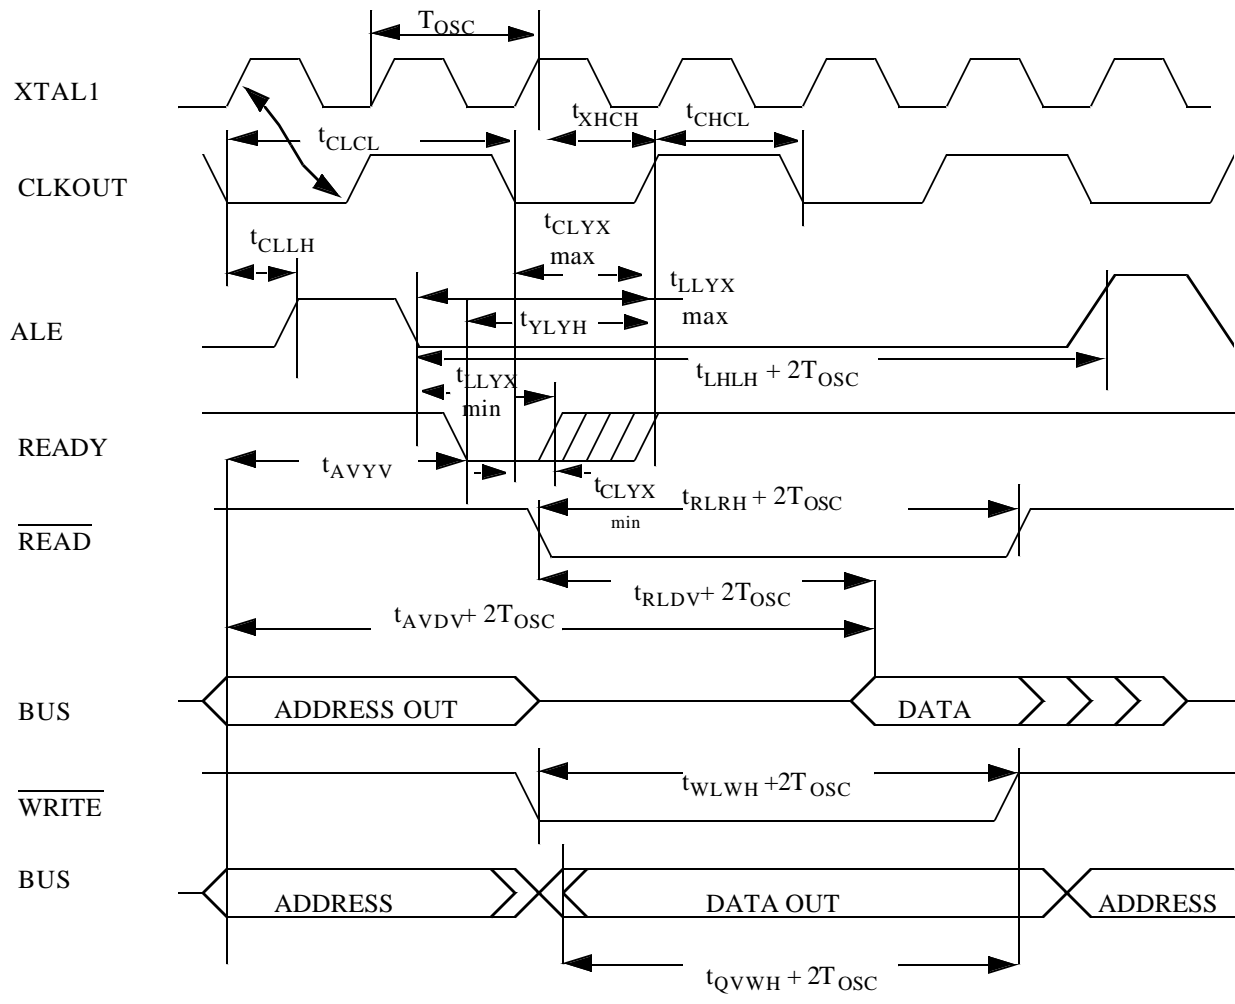 TOSC
XTAL1
tXHCH
tCHCL
tCLCL
CLKOUT
tCLYX
max
tCLLH
tLLYX
max
tYLYH
ALE
tLHLH + 2TOSC
tLLYX
min
READY
tAVYV
tCLYX
min
tRLRH + 2TOSC
READ
tRLDV+ 2TOSC
tAVDV+ 2TOSC
BUS
ADDRESS OUT
DATA
tWLWH +2TOSC
WRITE
BUS
ADDRESS
DATA OUT
ADDRESS
tQVWH + 2TOSC